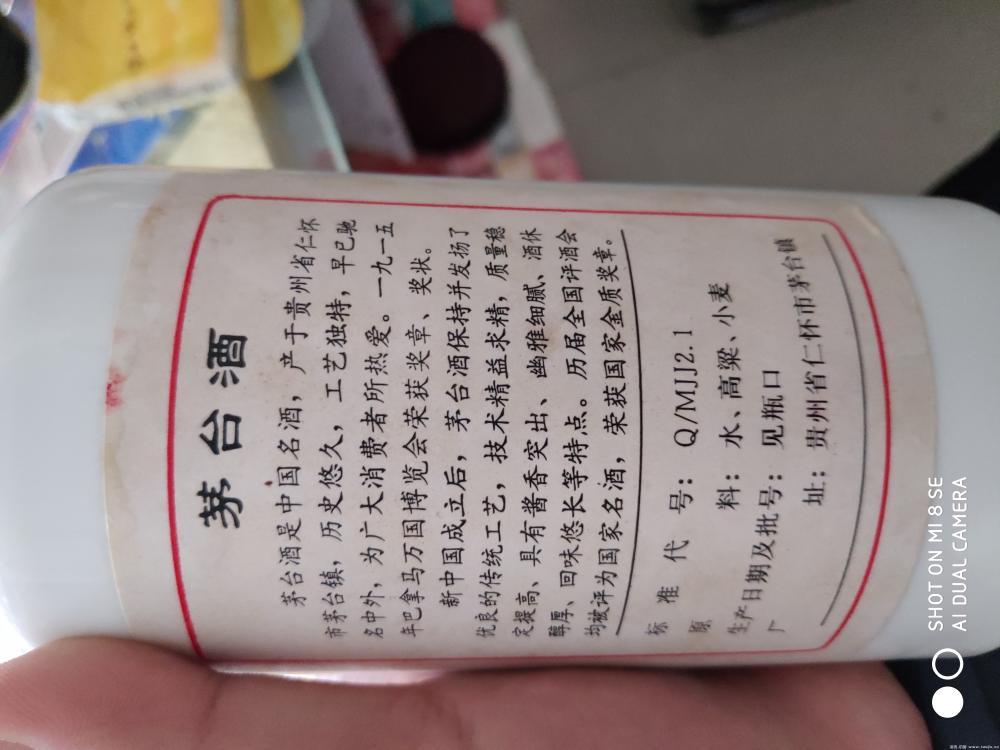 茅台酒
茅台酒是中国名酒，产于贵州省仁怀
市茅台镇，历史悠久，工艺独特，早已驰
名中外，为广大消费者所热爱。一九一五
年巴拿马万国博览会荣获奖章、奖状。
新中国成立后，茅台酒保持并发扬了
优良的传统工艺，技术精益求精，质量稳
定提高、具有酱香突出、幽雅细腻、酒体
醇厚、回味悠长等特点。历届全国评酒会
均被评为国家名酒，荣获国家金质奖章。
标准代号：Q/MJJ2.1
原料：水、高粱、小麦
生产日期及批号：见瓶口
厂址：贵州省仁怀市茅台镇
SHOT ON MI 8 SE
AI DUAL CAMERA